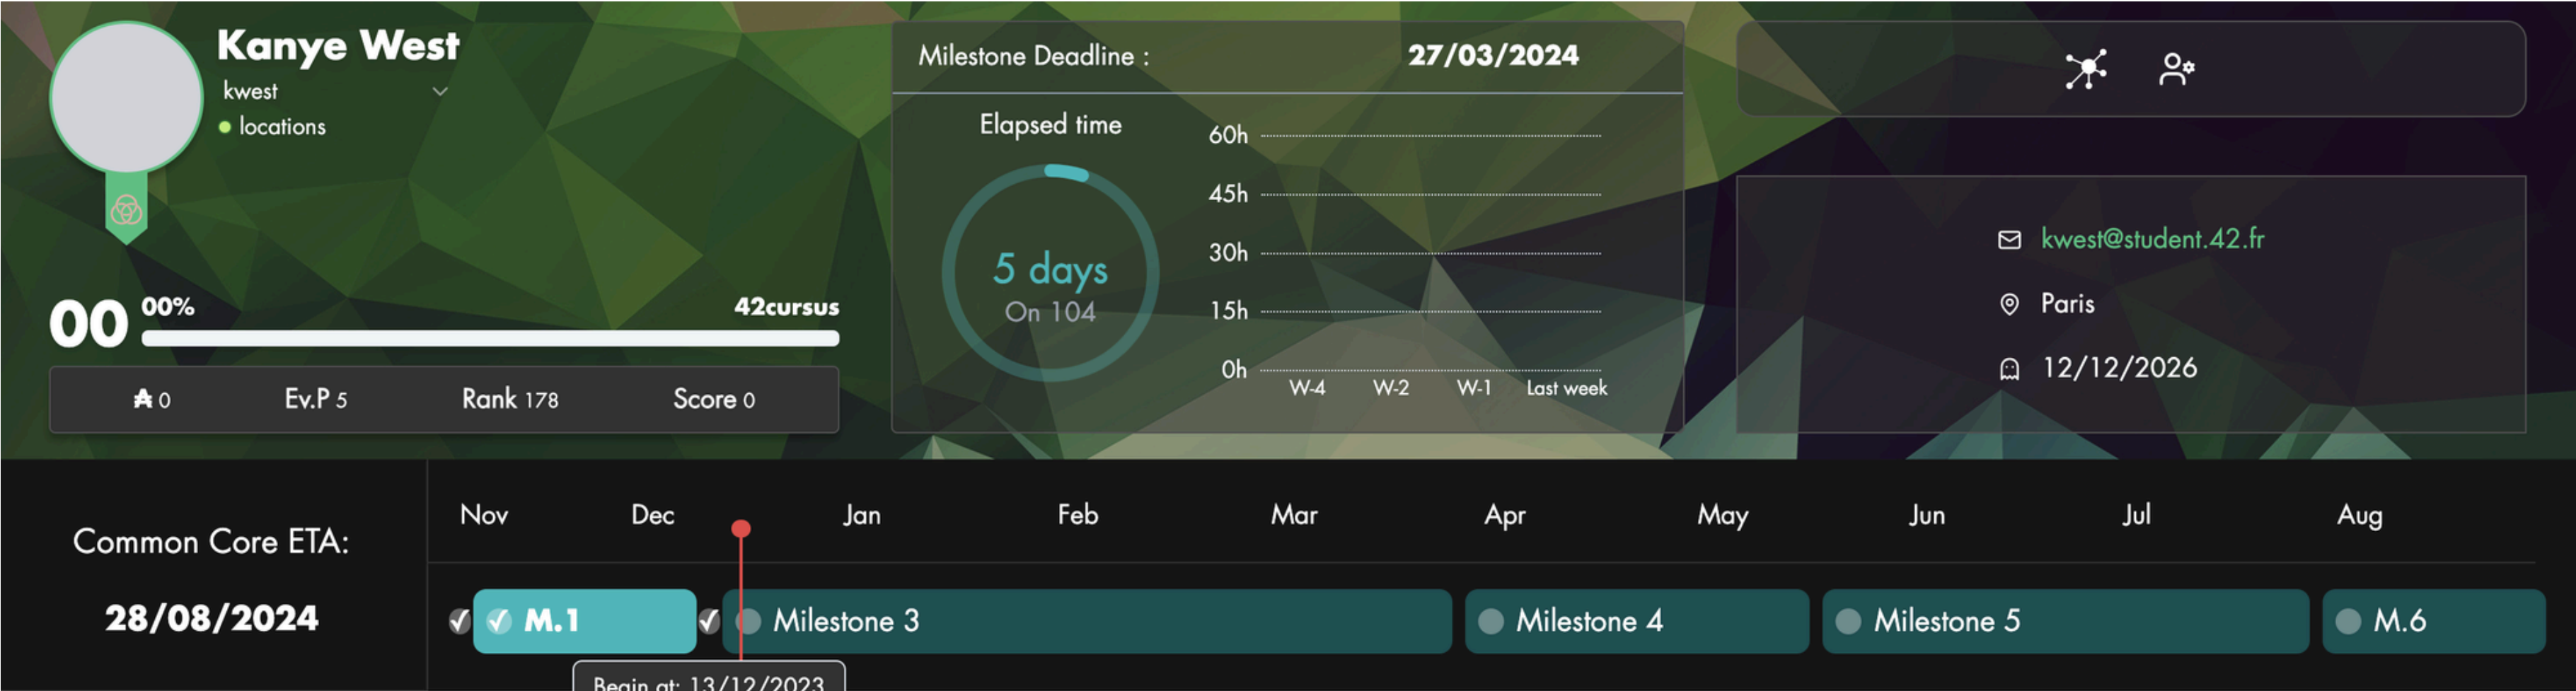 Kanye West
kwest
locations
00 00% 42cursus
₳ 0 Ev.P 5 Rank 178 Score 0
Milestone Deadline : 27/03/2024
Elapsed time
5 days
On 104
60h
45h
30h
15h
0h
W-4 W-2 W-1 Last week
kwest@student.42.fr
Paris
12/12/2026
Common Core ETA:
28/08/2024
Nov Dec Jan Feb Mar Apr May Jun Jul Aug
M.1 Milestone 3 Milestone 4 Milestone 5 M.6
Begin at: 13/12/2023